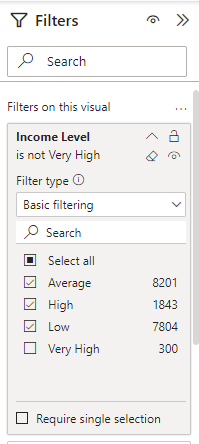 Filters
Search
Filters on this visual ...
Income Level
is not Very High
Filter type
Basic filtering
Search
Select all
Average 8201
High 1843
Low 7804
Very High 300
Require single selection